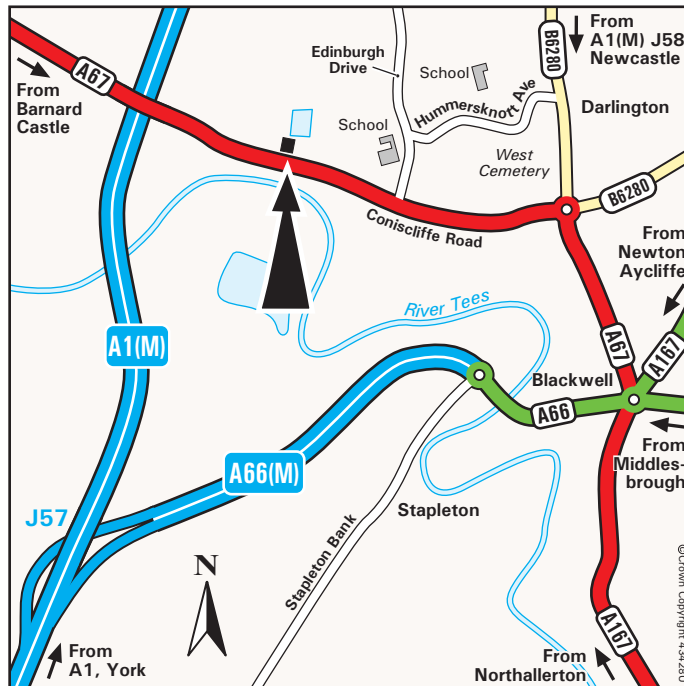 From
A1(M) J58
Newcastle
B6280
Edinburgh
Drive
School
Hummersknott Ave
Darlington
A67
From
Barnard
Castle
School
West
Cemetery
B6280
Coniscliffe Road
From
Newton
Aycliffe
River Tees
A1(M)
A67
A167
Blackwell
A66
From
Middles-
brough
A66(M)
J57
Stapleton
Stapleton Bank
N
©Crown Copyright 434280
A167
From
A1, York
From
Northallerton